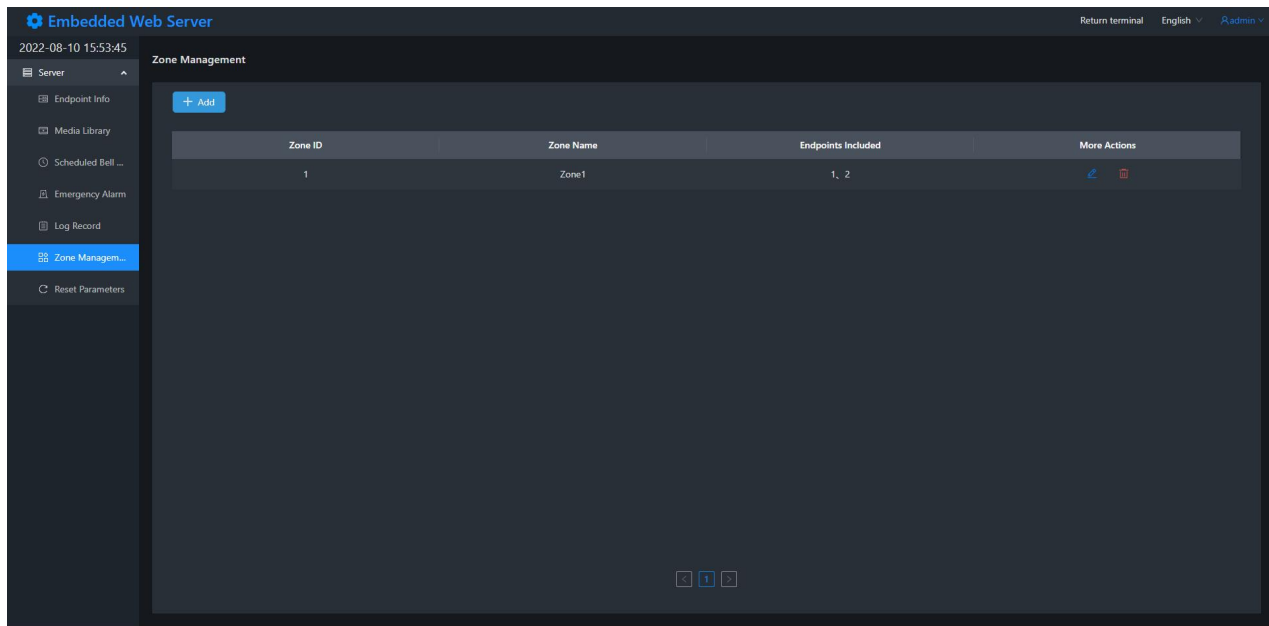 Embedded Web Server
Return terminal English admin
2022-08-10 15:53:45
Server
Endpoint Info
Media Library
Scheduled Bell ...
Emergency Alarm
Log Record
Zone Managem...
Reset Parameters
Zone Management
+ Add
Zone ID Zone Name Endpoints Included More Actions
1 Zone1 1、2
< 1 >